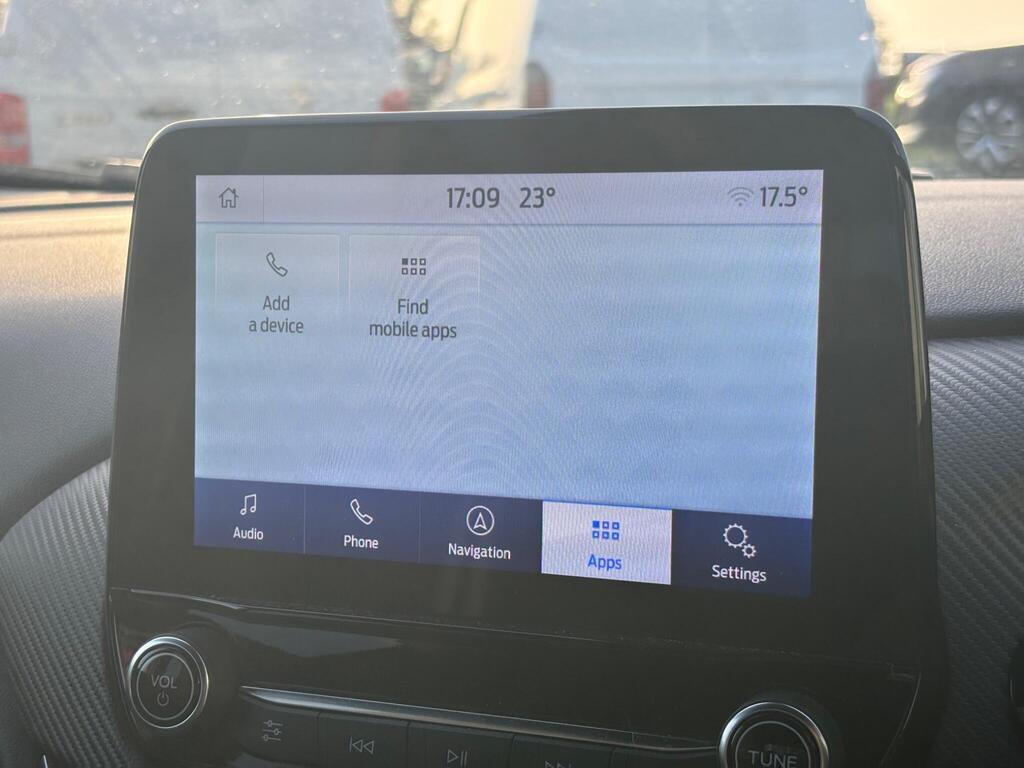 17:09 23° 17.5°
Add
a device
Find
mobile apps
Audio
Phone
Navigation
Apps
Settings
VOL
TUNE